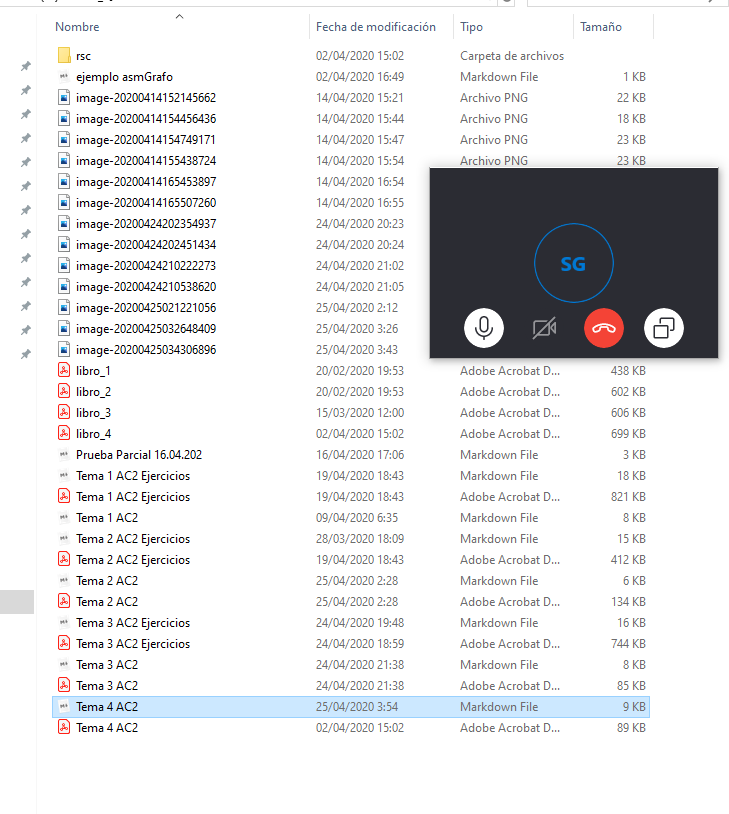 Nombre Fecha de modificación Tipo Tamaño
rsc 02/04/2020 15:02 Carpeta de archivos
ejemplo asmGrafo 02/04/2020 16:49 Markdown File 1 KB
image-20200414152145662 14/04/2020 15:21 Archivo PNG 22 KB
image-20200414154456436 14/04/2020 15:44 Archivo PNG 18 KB
image-20200414154749171 14/04/2020 15:47 Archivo PNG 23 KB
image-20200414155438724 14/04/2020 15:54 Archivo PNG 23 KB
image-20200414165453897 14/04/2020 16:54
image-20200414165507260 14/04/2020 16:55
image-20200424202354937 24/04/2020 20:23
image-20200424202451434 24/04/2020 20:24
image-20200424210222273 24/04/2020 21:02
image-20200424210538620 24/04/2020 21:05
image-20200425021221056 25/04/2020 2:12
image-20200425032648409 25/04/2020 3:26
image-20200425034306896 25/04/2020 3:43
SG
libro_1 20/02/2020 19:53 Adobe Acrobat D... 438 KB
libro_2 20/02/2020 19:53 Adobe Acrobat D... 602 KB
libro_3 15/03/2020 12:00 Adobe Acrobat D... 606 KB
libro_4 02/04/2020 15:02 Adobe Acrobat D... 699 KB
Prueba Parcial 16.04.202 16/04/2020 17:06 Markdown File 3 KB
Tema 1 AC2 Ejercicios 19/04/2020 18:43 Markdown File 18 KB
Tema 1 AC2 Ejercicios 19/04/2020 18:43 Adobe Acrobat D... 821 KB
Tema 1 AC2 09/04/2020 6:35 Markdown File 8 KB
Tema 2 AC2 Ejercicios 28/03/2020 18:09 Markdown File 15 KB
Tema 2 AC2 Ejercicios 19/04/2020 18:43 Adobe Acrobat D... 412 KB
Tema 2 AC2 25/04/2020 2:28 Markdown File 6 KB
Tema 2 AC2 25/04/2020 2:28 Adobe Acrobat D... 134 KB
Tema 3 AC2 Ejercicios 24/04/2020 19:48 Markdown File 16 KB
Tema 3 AC2 Ejercicios 24/04/2020 18:59 Adobe Acrobat D... 744 KB
Tema 3 AC2 24/04/2020 21:38 Markdown File 8 KB
Tema 3 AC2 24/04/2020 21:38 Adobe Acrobat D... 85 KB
Tema 4 AC2 25/04/2020 3:54 Markdown File 9 KB
Tema 4 AC2 02/04/2020 15:02 Adobe Acrobat D... 89 KB